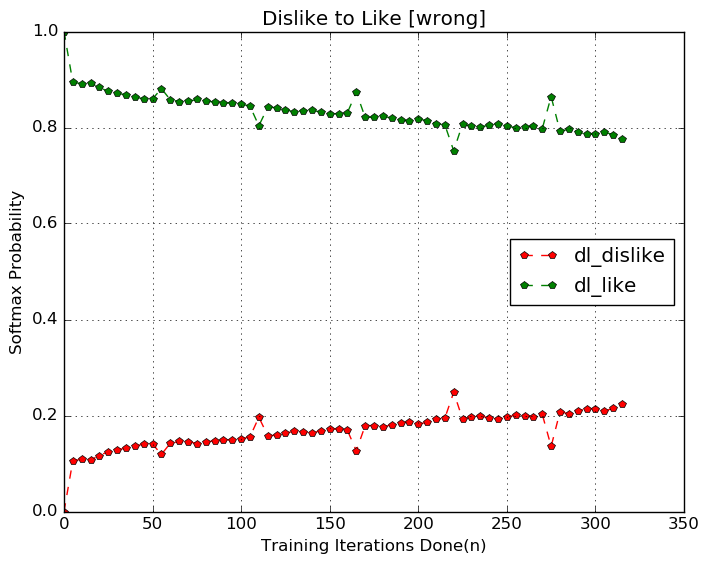 Dislike to Like [wrong]
1.0
0.8
0.6
0.4
0.2
0.0
Softmax Probability
dl_dislike
dl_like
0 50 100 150 200 250 300 350
Training Iterations Done(n)